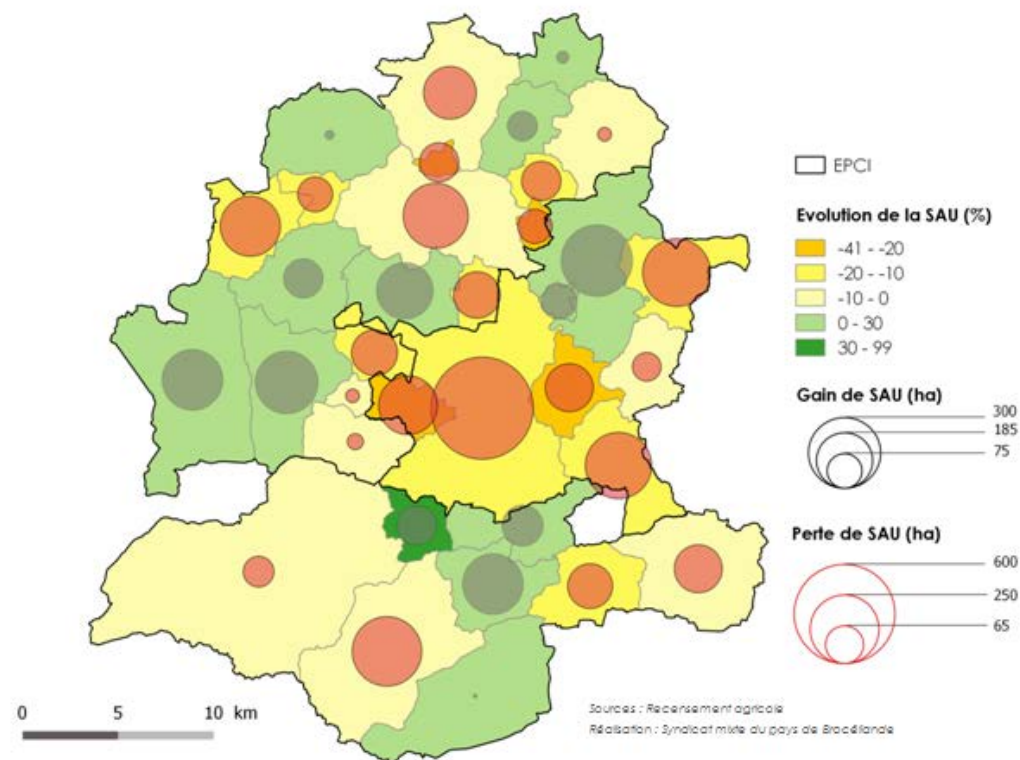 EPCI
Evolution de la SAU (%)
-41 - -20
-20 - -10
-10 - 0
0 - 30
30 - 99
Gain de SAU (ha)
300
185
75
Perte de SAU (ha)
600
250
65
0 5 10 km
Sources : Recensement agricole
Réalisation : Syndicat mixte du pays de Brocéliande